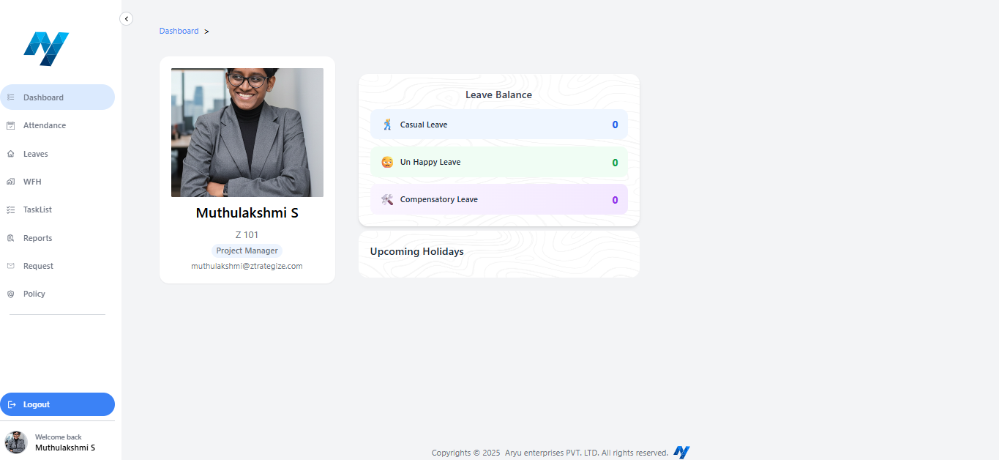 Dashboard >
Dashboard
Attendance
Leaves
WFH
TaskList
Reports
Request
Policy
Logout
Welcome back
Muthulakshmi S
Muthulakshmi S
Z 101
Project Manager
muthulakshmi@ztrategize.com
Leave Balance
Casual Leave 0
Un Happy Leave 0
Compensatory Leave 0
Upcoming Holidays
Copyrights © 2025 Aryu enterprises PVT. LTD. All rights reserved.